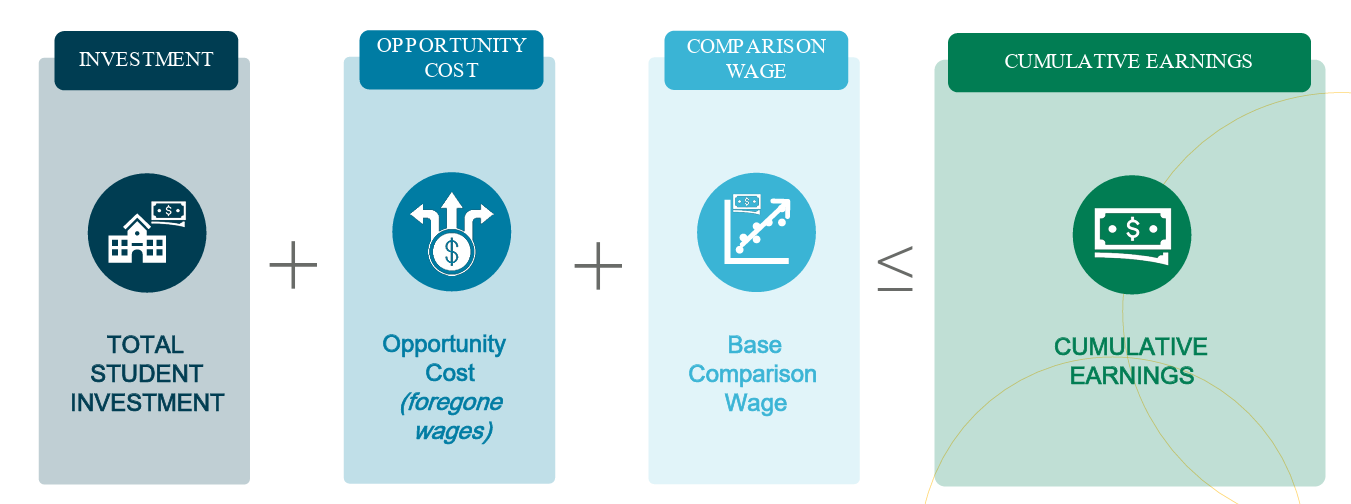 INVESTMENT
OPPORTUNITY
COST
COMPARISON
WAGE
CUMULATIVE EARNINGS
$
$
$
$
+
+
≤
TOTAL
STUDENT
INVESTMENT
Opportunity
Cost
(foregone
wages)
Base
Comparison
Wage
CUMULATIVE
EARNINGS